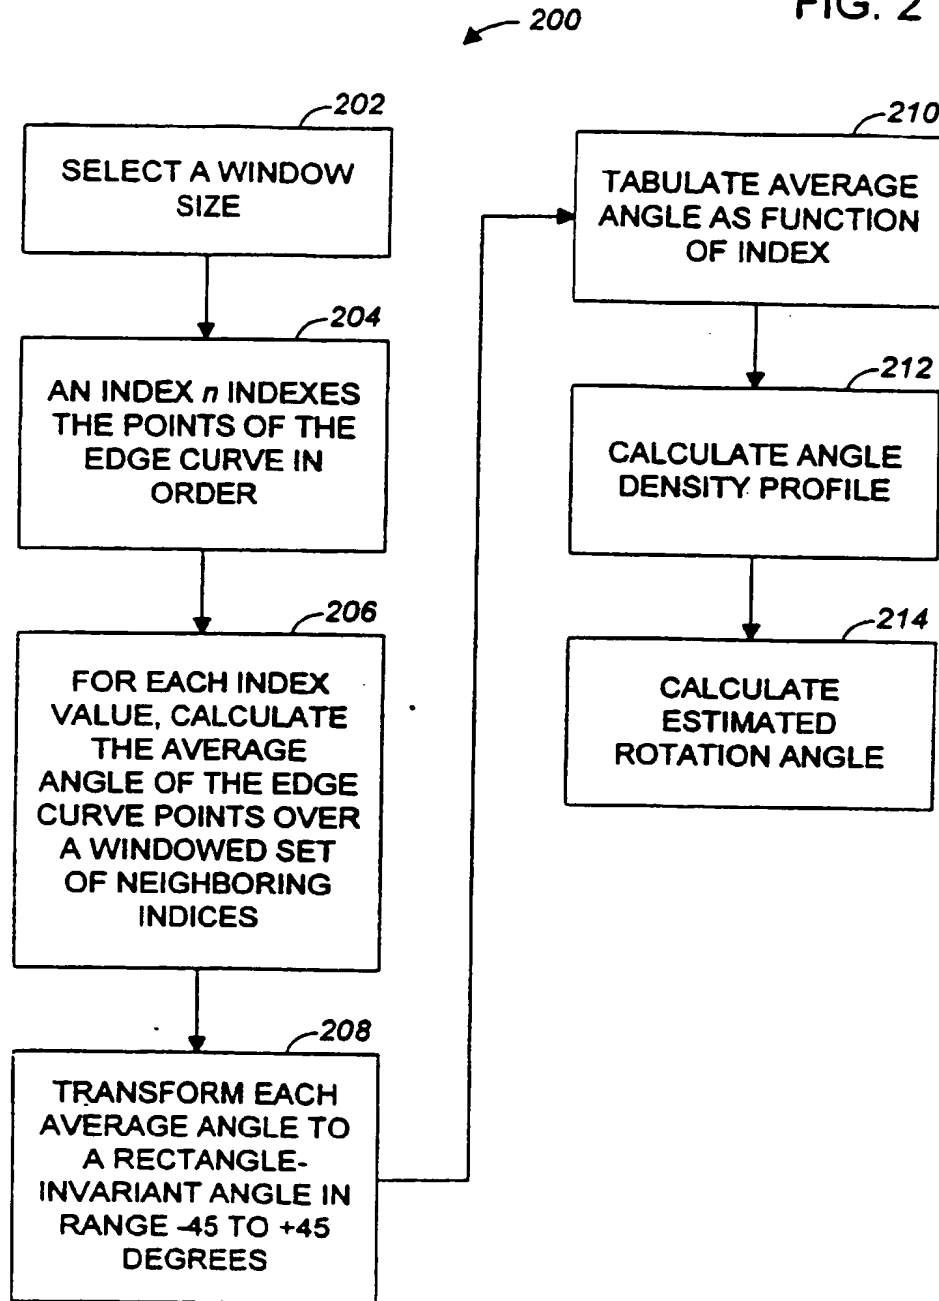 FIG. 2
200
202
SELECT A WINDOW
SIZE
204
AN INDEX n INDEXES
THE POINTS OF THE
EDGE CURVE IN
ORDER
206
FOR EACH INDEX
VALUE, CALCULATE
THE AVERAGE
ANGLE OF THE EDGE
CURVE POINTS OVER
A WINDOWED SET
OF NEIGHBORING
INDICES
208
TRANSFORM EACH
AVERAGE ANGLE TO
A RECTANGLE-
INVARIANT ANGLE IN
RANGE -45 TO +45
DEGREES
210
TABULATE AVERAGE
ANGLE AS FUNCTION
OF INDEX
212
CALCULATE ANGLE
DENSITY PROFILE
214
CALCULATE
ESTIMATED
ROTATION ANGLE